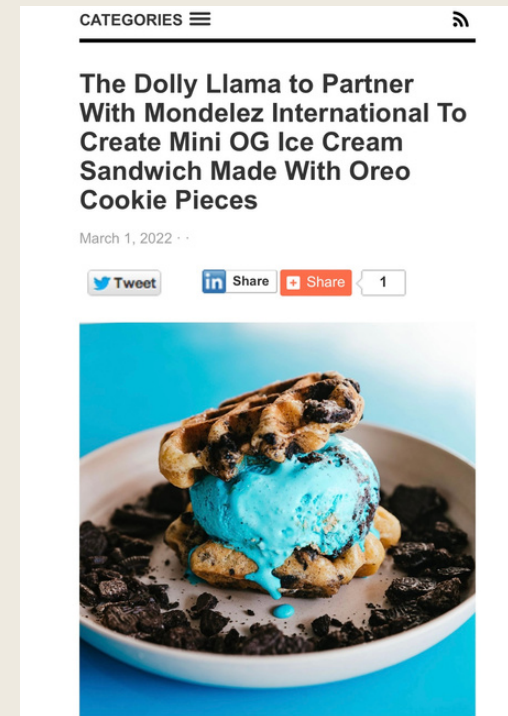 CATEGORIES
The Dolly Llama to Partner
With Mondelez International To
Create Mini OG Ice Cream
Sandwich Made With Oreo
Cookie Pieces
March 1, 2022 · ·
Tweet in Share + Share 1